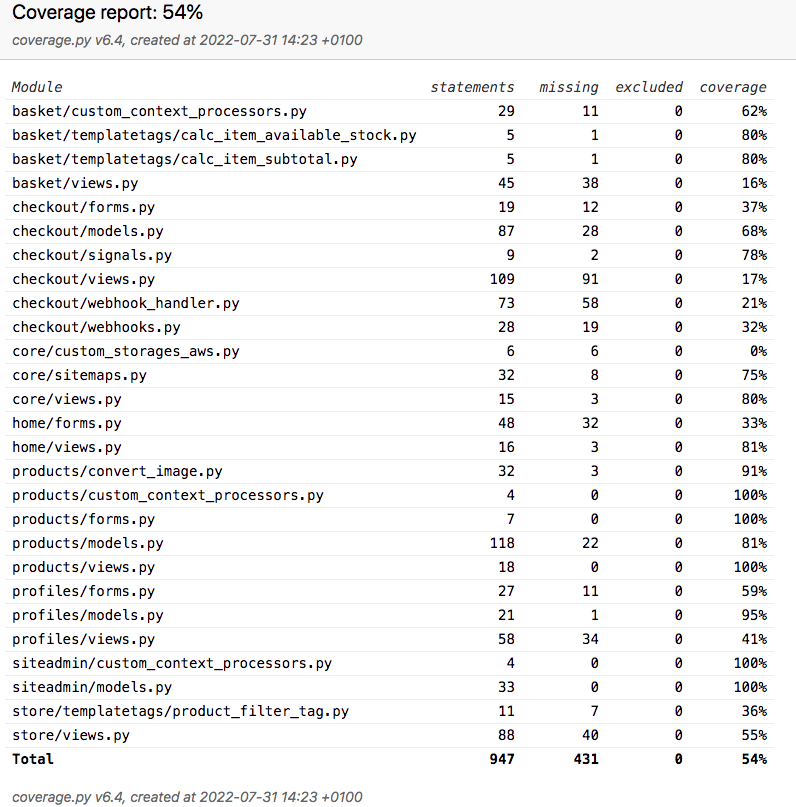 Coverage report: 54%
coverage.py v6.4, created at 2022-07-31 14:23 +0100
Module statements missing excluded coverage
basket/custom_context_processors.py 29 11 0 62%
basket/templatetags/calc_item_available_stock.py 5 1 0 80%
basket/templatetags/calc_item_subtotal.py 5 1 0 80%
basket/views.py 45 38 0 16%
checkout/forms.py 19 12 0 37%
checkout/models.py 87 28 0 68%
checkout/signals.py 9 2 0 78%
checkout/views.py 109 91 0 17%
checkout/webhook_handler.py 73 58 0 21%
checkout/webhooks.py 28 19 0 32%
core/custom_storages_aws.py 6 6 0 0%
core/sitemaps.py 32 8 0 75%
core/views.py 15 3 0 80%
home/forms.py 48 32 0 33%
home/views.py 16 3 0 81%
products/convert_image.py 32 3 0 91%
products/custom_context_processors.py 4 0 0 100%
products/forms.py 7 0 0 100%
products/models.py 118 22 0 81%
products/views.py 18 0 0 100%
profiles/forms.py 27 11 0 59%
profiles/models.py 21 1 0 95%
profiles/views.py 58 34 0 41%
siteadmin/custom_context_processors.py 4 0 0 100%
siteadmin/models.py 33 0 0 100%
store/templatetags/product_filter_tag.py 11 7 0 36%
store/views.py 88 40 0 55%
Total 947 431 0 54%
coverage.py v6.4, created at 2022-07-31 14:23 +0100